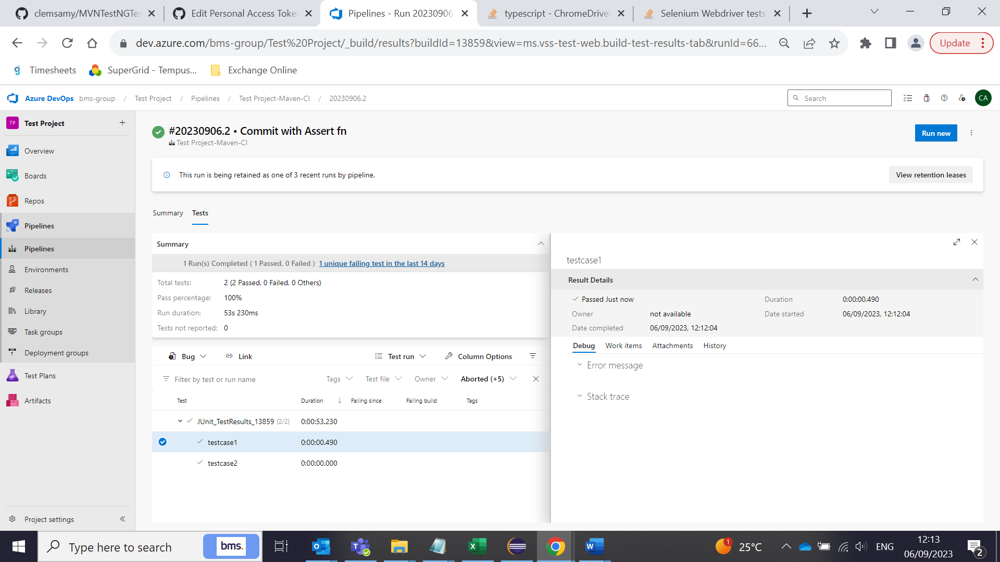 clemsamy/MVNTestNGTes
Edit Personal Access Token
Pipelines - Run 20230906.
typescript - ChromeDriver
Selenium Webdriver tests
dev.azure.com/bms-group/Test%20Project/_build/results?buildId=13859&view=ms.vss-test-web.build-test-results-tab&runId=66...
Update
Timesheets
SuperGrid - Tempus...
Exchange Online
Azure DevOps bms-group / Test Project / Pipelines / Test Project-Maven-CI / 20230906.2
Search
CA
TP Test Project
Overview
Boards
Repos
Pipelines
Pipelines
Environments
Releases
Library
Task groups
Deployment groups
Test Plans
Artifacts
Project settings
#20230906.2 • Commit with Assert fn
Test Project-Maven-CI
Run new
This run is being retained as one of 3 recent runs by pipeline.
View retention leases
Summary Tests
Summary
1 Run(s) Completed ( 1 Passed, 0 Failed ) 1 unique failing test in the last 14 days
Total tests: 2 (2 Passed, 0 Failed, 0 Others)
Pass percentage: 100%
Run duration: 53s 230ms
Tests not reported: 0
Bug Link Test run Column Options
Filter by test or run name Tags Test file Owner Aborted (+5)
Test Duration Failing since Failing build Tags
JUnit_TestResults_13859 (2/2) 0:00:53.230
testcase1 0:00:00.490
testcase2 0:00:00.000
testcase1
Result Details
Passed Just now Duration 0:00:00.490
Owner not available Date started 06/09/2023, 12:12:04
Date completed 06/09/2023, 12:12:04
Debug Work items Attachments History
Error message
Stack trace
Type here to search
bms.
1
25°C
ENG
12:13
06/09/2023
2